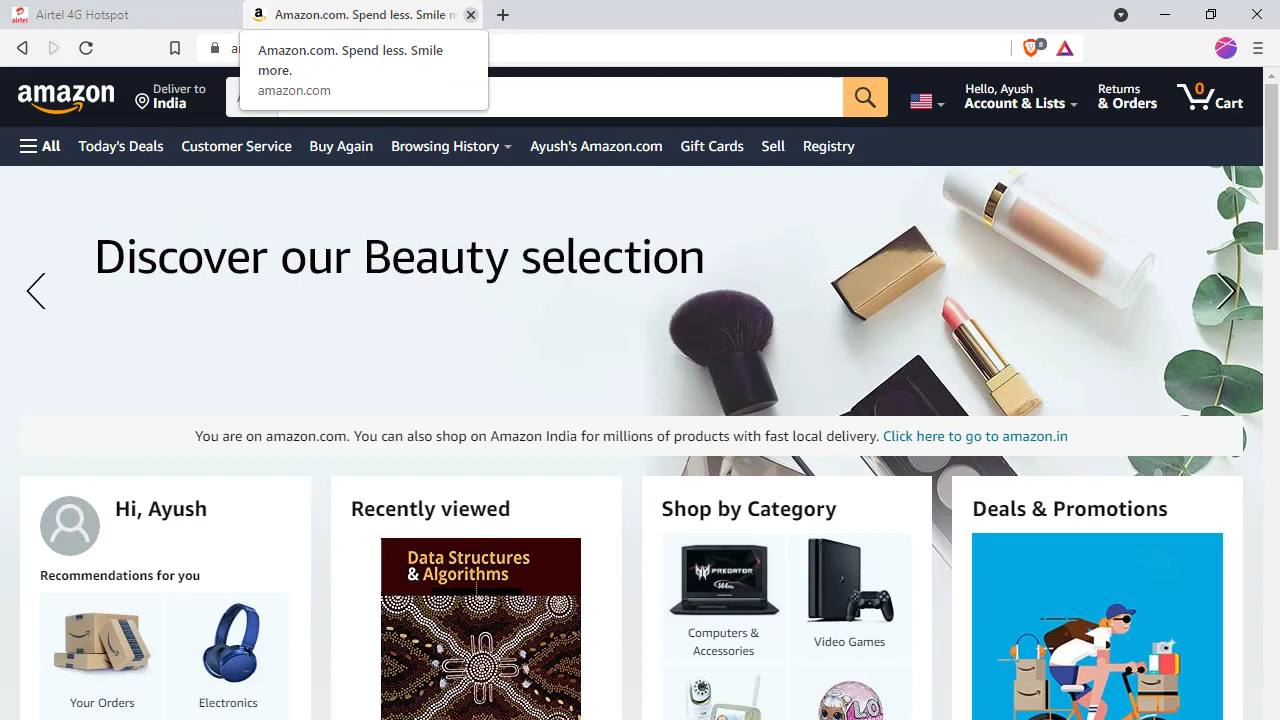 airtel
Airtel 4G Hotspot
Amazon.com. Spend less. Smile m
Amazon.com. Spend less. Smile
more.
amazon.com
8
amazon
Deliver to
India
0
Cart
Hello, Ayush
Account & Lists
Returns
& Orders
All
Today's Deals
Customer Service
Buy Again
Browsing History
Ayush's Amazon.com
Gift Cards
Sell
Registry
Discover our Beauty selection
You are on amazon.com. You can also shop on Amazon India for millions of products with fast local delivery. Click here to go to amazon.in
Hi, Ayush
Recommendations for you
Your Orders
Electronics
Recently viewed
Data Structures
& Algorithms
Shop by Category
PREDATOR
144Hz
Computers &
Accessories
Video Games
L.O.L
Deals & Promotions